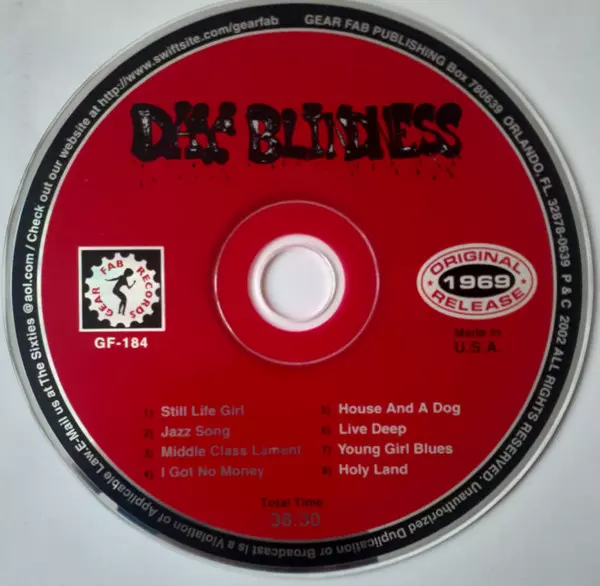 DAY BLINDNESS
GEAR FAB RECORDS
GF-184
ORIGINAL
1969
RELEASE
Made In
U.S.A.
1) Still Life Girl
2) Jazz Song
3) Middle Class Lament
4) I Got No Money
5) House And A Dog
6) Live Deep
7) Young Girl Blues
8) Holy Land
Total Time
38:30
GEAR FAB PUBLISHING Box 780639 ORLANDO, FL 32878-0639 P & C 2002 ALL RIGHTS RESERVED. Unauthorized Duplication or Broadcast is a Violation of Applicable Law.E-Mail us at The Sixties @aol.com / Check out our website at http://www.swiftsite.com/gearfab